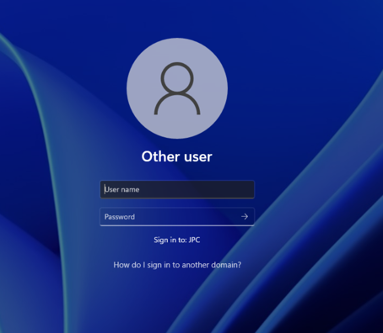 Other user
User name
Password
Sign in to: JPC
How do I sign in to another domain?